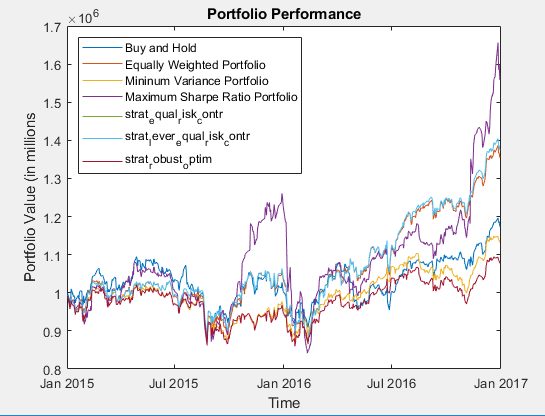 Portfolio Performance
×10⁶
1.7
1.6
1.5
1.4
1.3
1.2
1.1
1
0.9
0.8
Portfolio Value (in millions)
Buy and Hold
Equally Weighted Portfolio
Mininum Variance Portfolio
Maximum Sharpe Ratio Portfolio
strat_equal_risk_contr
strat_lever_equal_risk_contr
strat_robust_optim
Jan 2015 Jul 2015 Jan 2016 Jul 2016 Jan 2017
Time